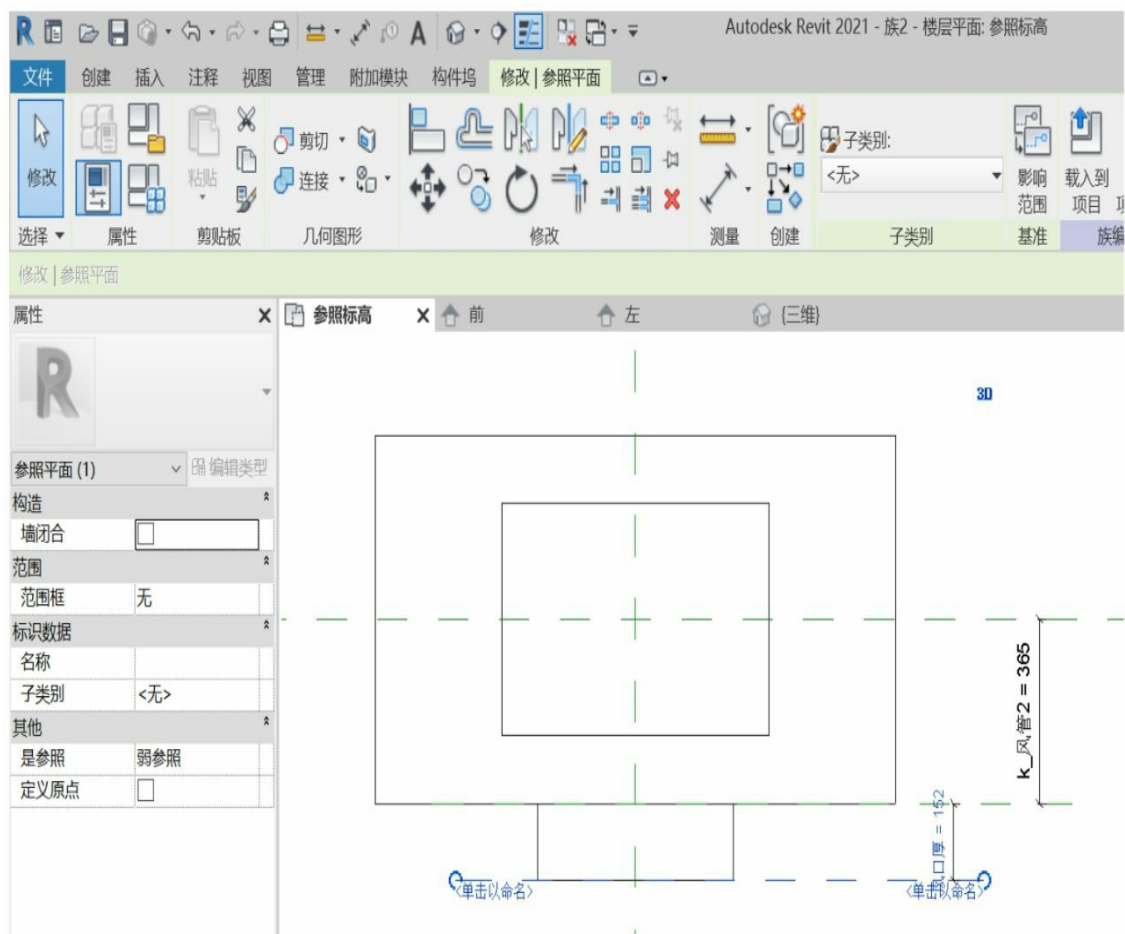 Autodesk Revit 2021 - 族2 - 楼层平面: 参照标高
文件 创建 插入 注释 视图 管理 附加模块 构件坞 修改 | 参照平面
修改
粘贴
剪切
连接
子类别:
<无>
影响
范围
载入到
项目
选择 属性 剪贴板 几何图形 修改 测量 创建 子类别 基准 族编
修改 | 参照平面
属性
参照标高 前 左 {三维}
3D
R
参照平面 (1) 编辑类型
构造
墙闭合
范围
范围框 无
标识数据
名称
子类别 <无>
其他
是参照 弱参照
定义原点
k_风管2 = 365
风口厚 = 152
<单击以命名> <单击以命名>